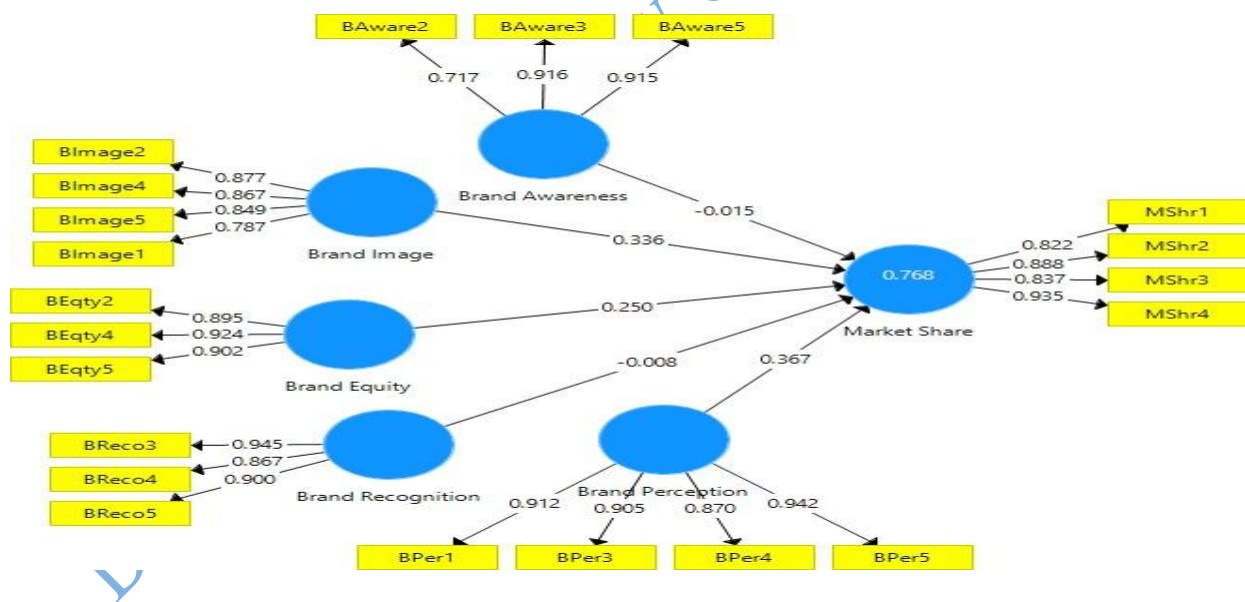 BAware2 BAware3 BAware5
0.717 0.916 0.915
Brand Awareness
BImage2
BImage4
BImage5
BImage1
0.877
0.867
0.849
0.787
Brand Image
-0.015
0.336
BEqty2
BEqty4
BEqty5
0.895
0.924
0.902
Brand Equity
0.250
0.768
Market Share
0.822
0.888
0.837
0.935
MShr1
MShr2
MShr3
MShr4
-0.008
0.367
BReco3
BReco4
BReco5
0.945
0.867
0.900
Brand Recognition
Brand Perception
0.912 0.905 0.870 0.942
BPer1 BPer3 BPer4 BPer5